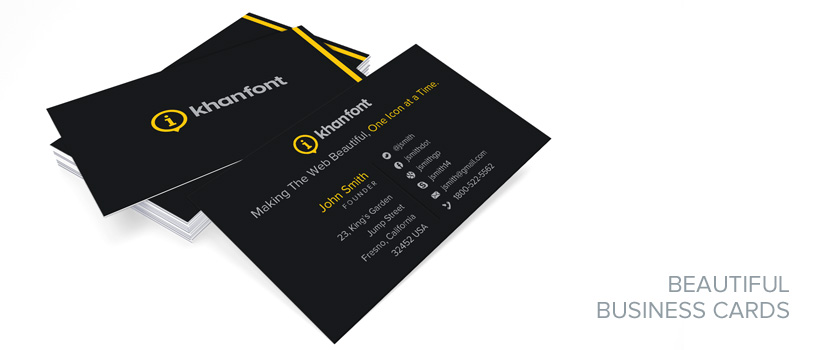 khanfont
khanfont
Making The Web Beautiful, One Icon at a Time.
John Smith
FOUNDER
23, King's Garden
Jump Street
Fresno, California
32452 USA
@jsmith
jsmithdot
jsmithgp
jsmith14
jsmith@gmail.com
1800-522-5562
BEAUTIFUL
BUSINESS CARDS